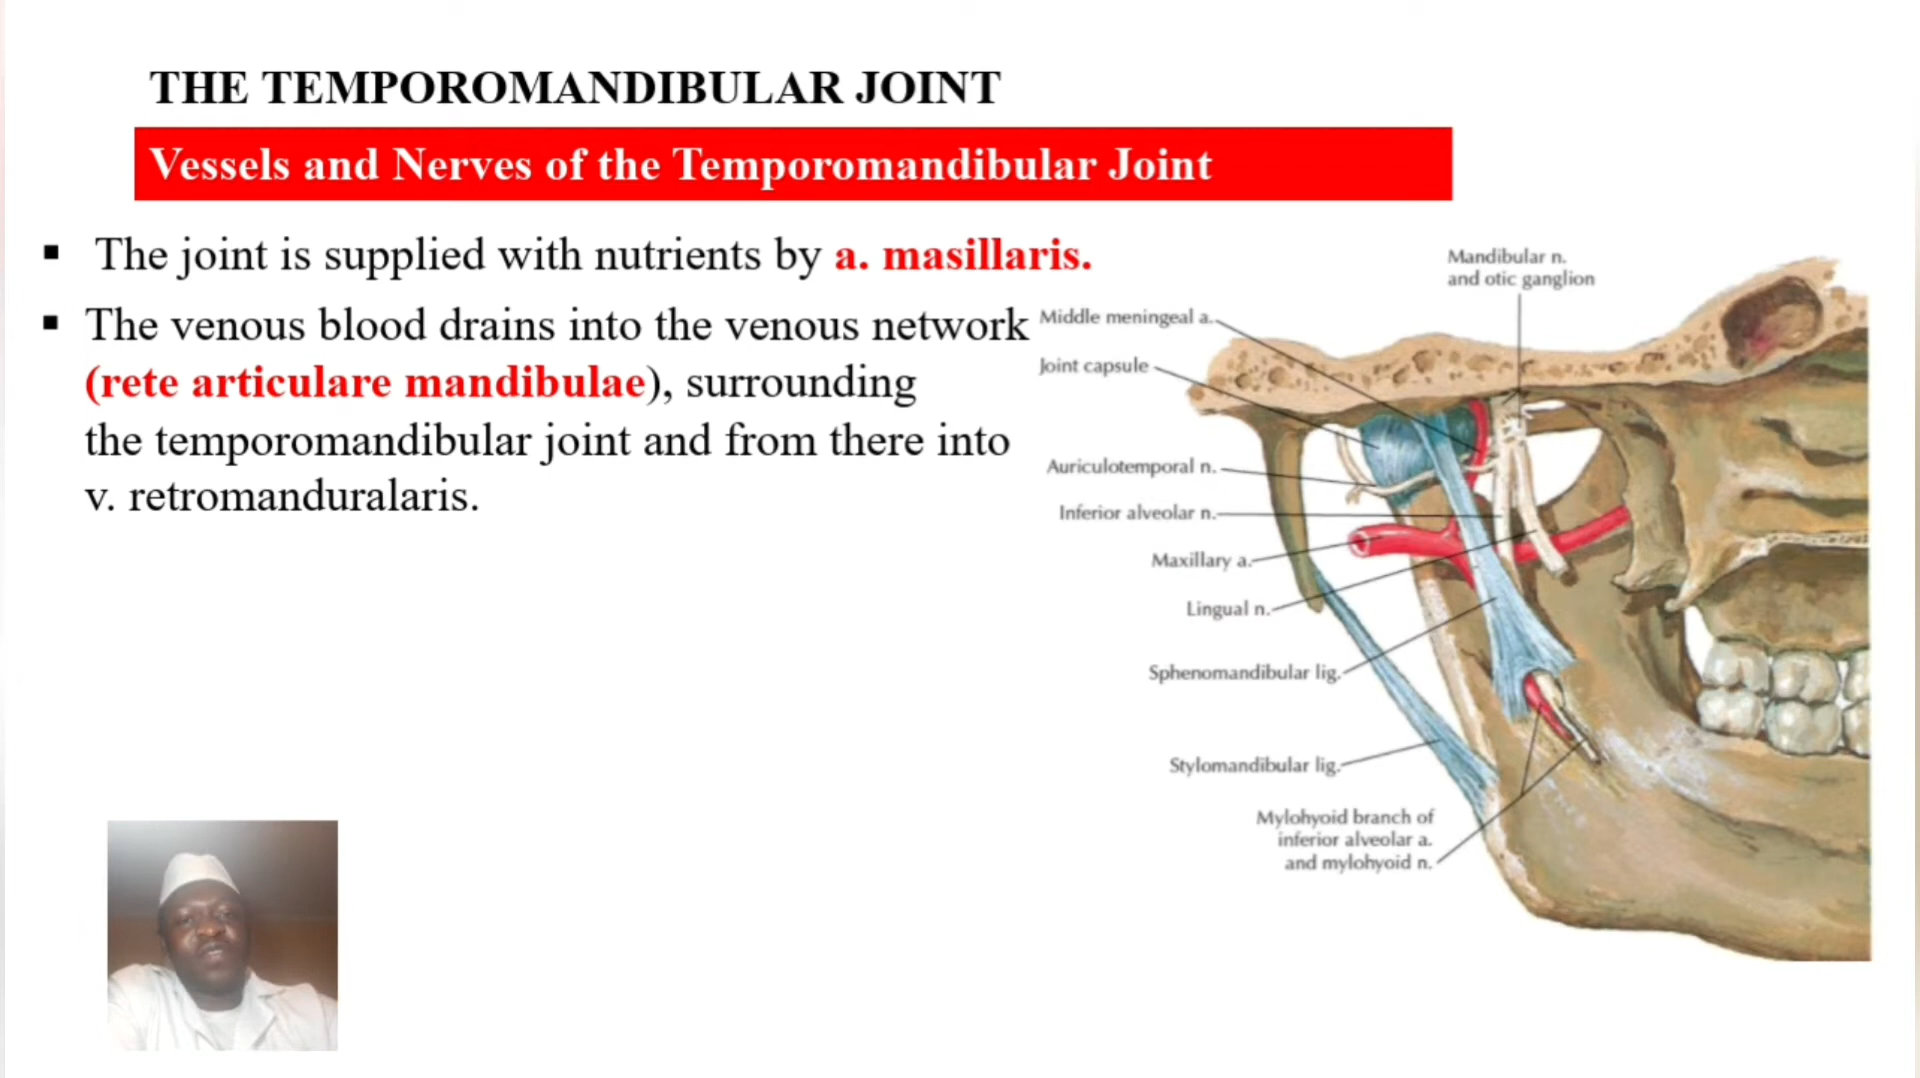 THE TEMPOROMANDIBULAR JOINT
Vessels and Nerves of the Temporomandibular Joint
▪ The joint is supplied with nutrients by a. masillaris.
▪ The venous blood drains into the venous network
(rete articulare mandibulae), surrounding
the temporomandibular joint and from there into
v. retromanduralaris.
Mandibular n.
and otic ganglion
Middle meningeal a.
Joint capsule
Auriculotemporal n.
Inferior alveolar n.
Maxillary a.
Lingual n.
Sphenomandibular lig.
Stylomandibular lig.
Mylohyoid branch of
inferior alveolar a.
and mylohyoid n.